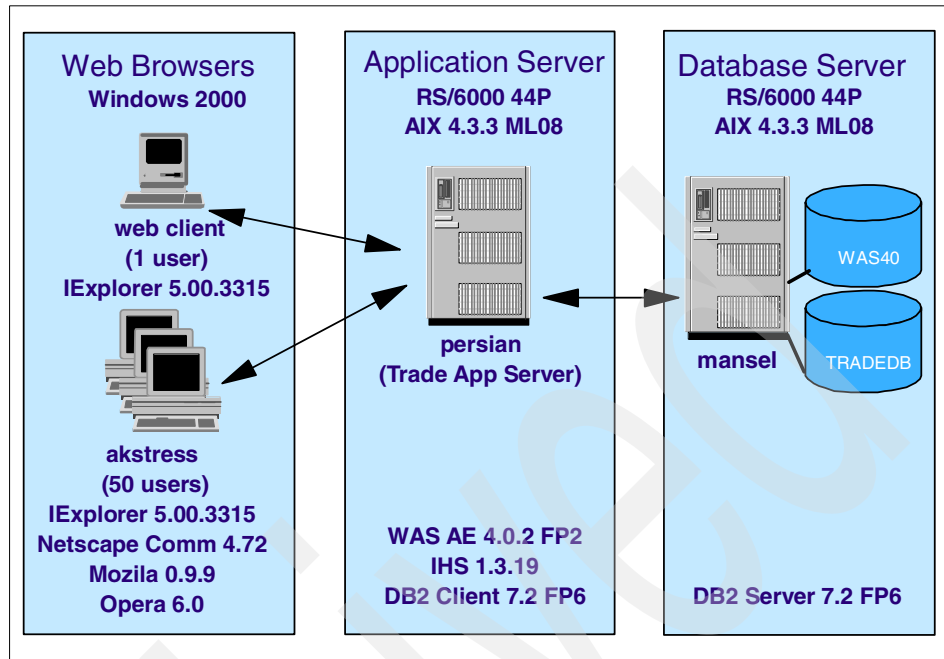 Web Browsers
Windows 2000
web client
(1 user)
IExplorer 5.00.3315
akstress
(50 users)
IExplorer 5.00.3315
Netscape Comm 4.72
Mozila 0.9.9
Opera 6.0
Application Server
RS/6000 44P
AIX 4.3.3 ML08
persian
(Trade App Server)
WAS AE 4.0.2 FP2
IHS 1.3.19
DB2 Client 7.2 FP6
Database Server
RS/6000 44P
AIX 4.3.3 ML08
WAS40
mansel
TRADEDB
DB2 Server 7.2 FP6